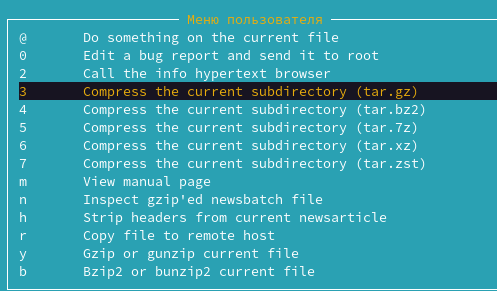 Меню пользователя
@ Do something on the current file
0 Edit a bug report and send it to root
2 Call the info hypertext browser
3 Compress the current subdirectory (tar.gz)
4 Compress the current subdirectory (tar.bz2)
5 Compress the current subdirectory (tar.7z)
6 Compress the current subdirectory (tar.xz)
7 Compress the current subdirectory (tar.zst)
m View manual page
n Inspect gzip'ed newsbatch file
h Strip headers from current newsarticle
r Copy file to remote host
y Gzip or gunzip current file
b Bzip2 or bunzip2 current file